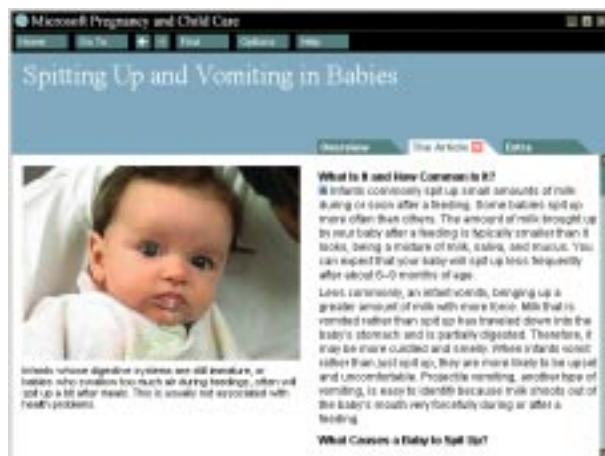 Microsoft Pregnancy and Child Care
Home Go To Find Options Help
Spitting Up and Vomiting in Babies
Overview The Article Extra
What Is It and How Common Is It?
Infants commonly spit up small amounts of milk
during or soon after a feeding. Some babies spit up
more often than others. The amount of milk brought
up by your baby after a feeding is typically smaller than it
looks, being a mixture of milk, saliva, and mucus. You
can expect that your baby will spit up less frequently
after about 6–9 months of age.
Less commonly, an infant vomits, bringing up a
greater amount of milk with more force. Milk that is
vomited rather than spit up has traveled down into the
baby's stomach and is partially digested. Therefore, it
may be more curdled and smelly. When infants vomit
rather than just spit up, they are more likely to be upset
and uncomfortable. Projectile vomiting, another type of
vomiting, is easy to identify because milk shoots out of
the baby's mouth very forcefully during or after a
feeding.
What Causes a Baby to Spit Up?
Infants whose digestive systems are still immature, or
babies who swallow too much air during feedings, often will
spit up a bit after meals. This is usually not associated with
health problems.